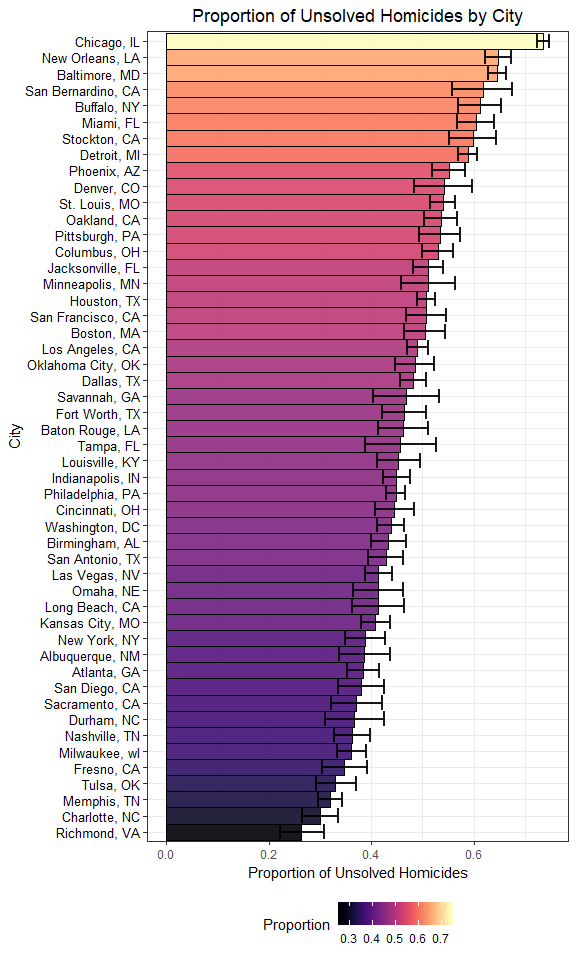 Proportion of Unsolved Homicides by City
Chicago, IL
New Orleans, LA
Baltimore, MD
San Bernardino, CA
Buffalo, NY
Miami, FL
Stockton, CA
Detroit, MI
Phoenix, AZ
Denver, CO
St. Louis, MO
Oakland, CA
Pittsburgh, PA
Columbus, OH
Jacksonville, FL
Minneapolis, MN
Houston, TX
San Francisco, CA
Boston, MA
Los Angeles, CA
Oklahoma City, OK
Dallas, TX
Savannah, GA
Fort Worth, TX
Baton Rouge, LA
Tampa, FL
Louisville, KY
Indianapolis, IN
Philadelphia, PA
Cincinnati, OH
Washington, DC
Birmingham, AL
San Antonio, TX
Las Vegas, NV
Omaha, NE
Long Beach, CA
Kansas City, MO
New York, NY
Albuquerque, NM
Atlanta, GA
San Diego, CA
Sacramento, CA
Durham, NC
Nashville, TN
Milwaukee, wI
Fresno, CA
Tulsa, OK
Memphis, TN
Charlotte, NC
Richmond, VA
City
0.0 0.2 0.4 0.6
Proportion of Unsolved Homicides
Proportion
0.3 0.4 0.5 0.6 0.7